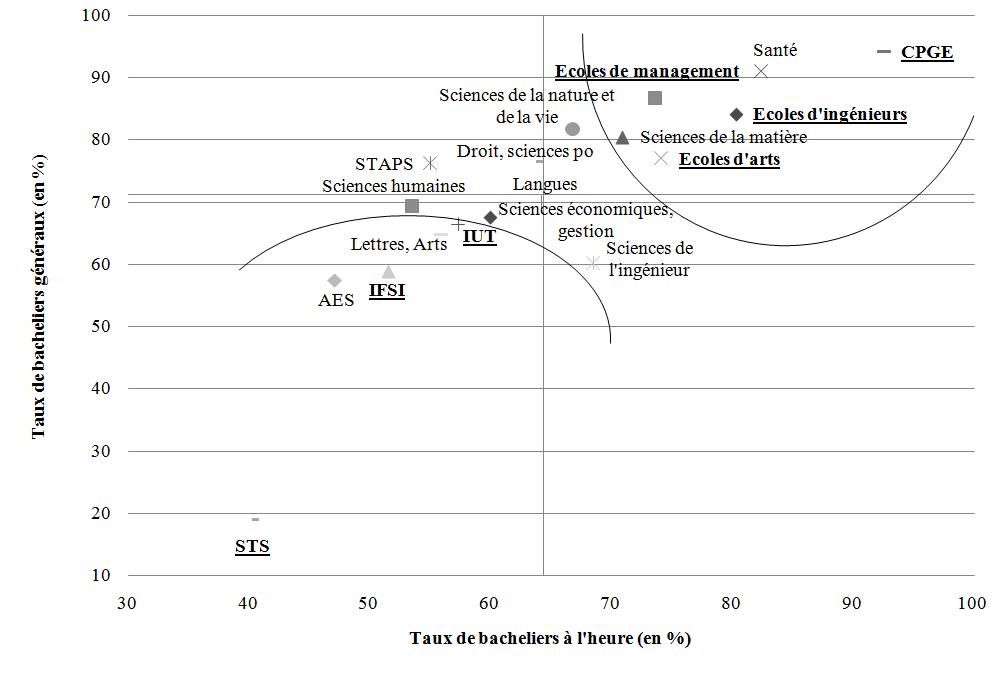 100
90
80
70
60
50
40
30
20
10
Taux de bacheliers généraux (en %)
Santé
CPGE
Ecoles de management
Sciences de la nature et
de la vie
Ecoles d'ingénieurs
Sciences de la matière
Droit, sciences po
Ecoles d'arts
STAPS
Sciences humaines
Langues
Sciences économiques,
gestion
IUT
Lettres, Arts
Sciences de
l'ingénieur
AES
IFSI
STS
30 40 50 60 70 80 90 100
Taux de bacheliers à l'heure (en %)